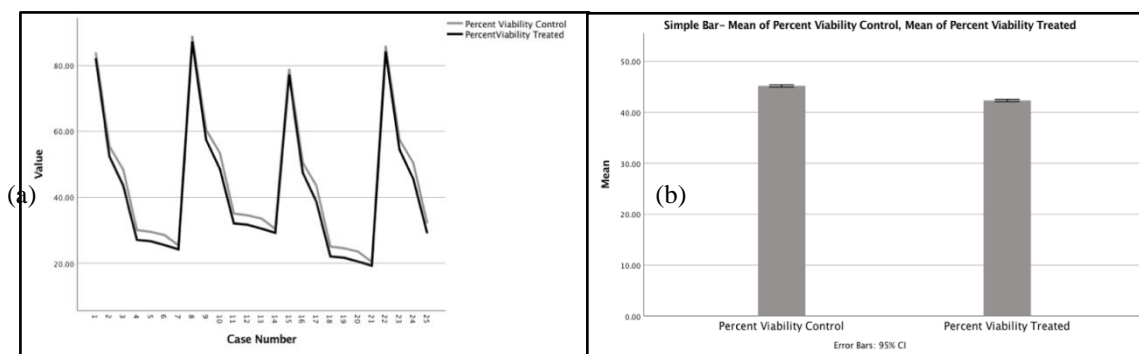 (a)
Percent Viability Control
PercentViability Treated
Value
80.00
60.00
40.00
20.00
1 2 3 4 5 6 7 8 9 10 11 12 13 14 15 16 17 18 19 20 21 22 23 24 25
Case Number
(b)
Simple Bar- Mean of Percent Viability Control, Mean of Percent Viability Treated
Mean
50.00
40.00
30.00
20.00
10.00
0.00
Percent Viability Control Percent Viability Treated
Error Bars: 95% CI